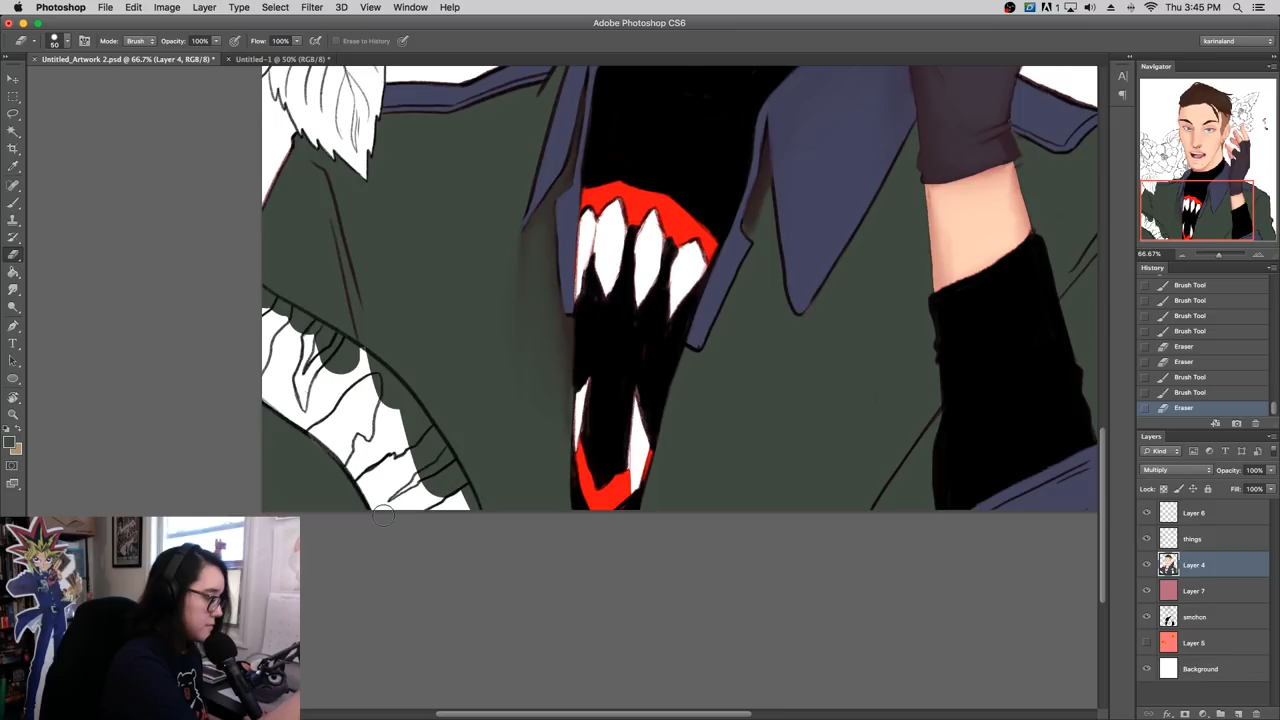 Photoshop File Edit Image Layer Type Select Filter 3D View Window Help
1 Thu 3:45 PM
Adobe Photoshop CS6
50 Mode: Brush Opacity: 100% Flow: 100% Erase to History karinaland
× Untitled_Artwork 2.psd @ 66.7% (Layer 4, RGB/8) * × Untitled-1 @ 50% (RGB/8) *
Navigator
66.67%
History
Brush Tool
Brush Tool
Brush Tool
Brush Tool
Eraser
Eraser
Brush Tool
Brush Tool
Eraser
Layers
Kind
Multiply Opacity: 100%
Lock: Fill: 100%
Layer 6
things
Layer 4
Layer 7
smchcn
Layer 5
Background